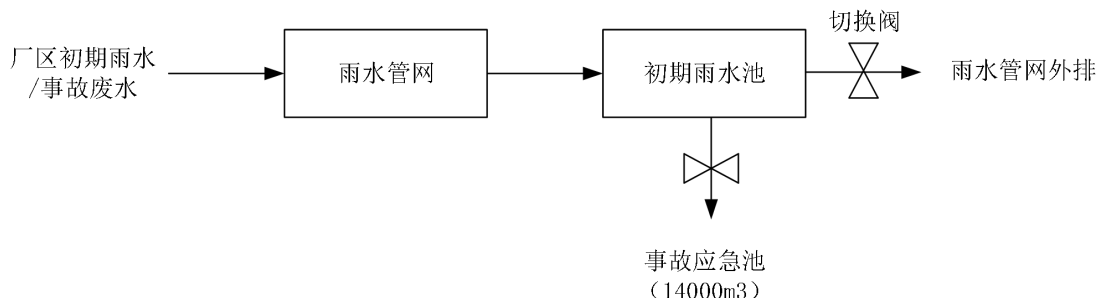 切换阀
厂区初期雨水
/事故废水
雨水管网
初期雨水池
雨水管网外排
事故应急池
(14000m3)